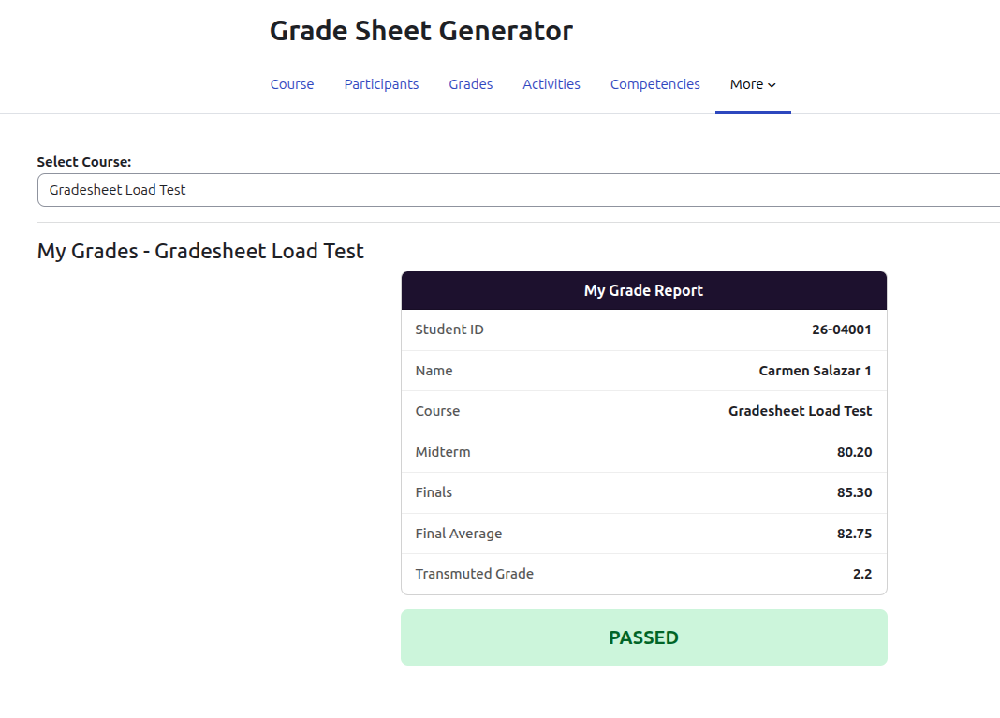 Grade Sheet Generator
Course Participants Grades Activities Competencies More
Select Course:
Gradesheet Load Test
My Grades - Gradesheet Load Test
My Grade Report
Student ID 26-04001
Name Carmen Salazar 1
Course Gradesheet Load Test
Midterm 80.20
Finals 85.30
Final Average 82.75
Transmuted Grade 2.2
PASSED